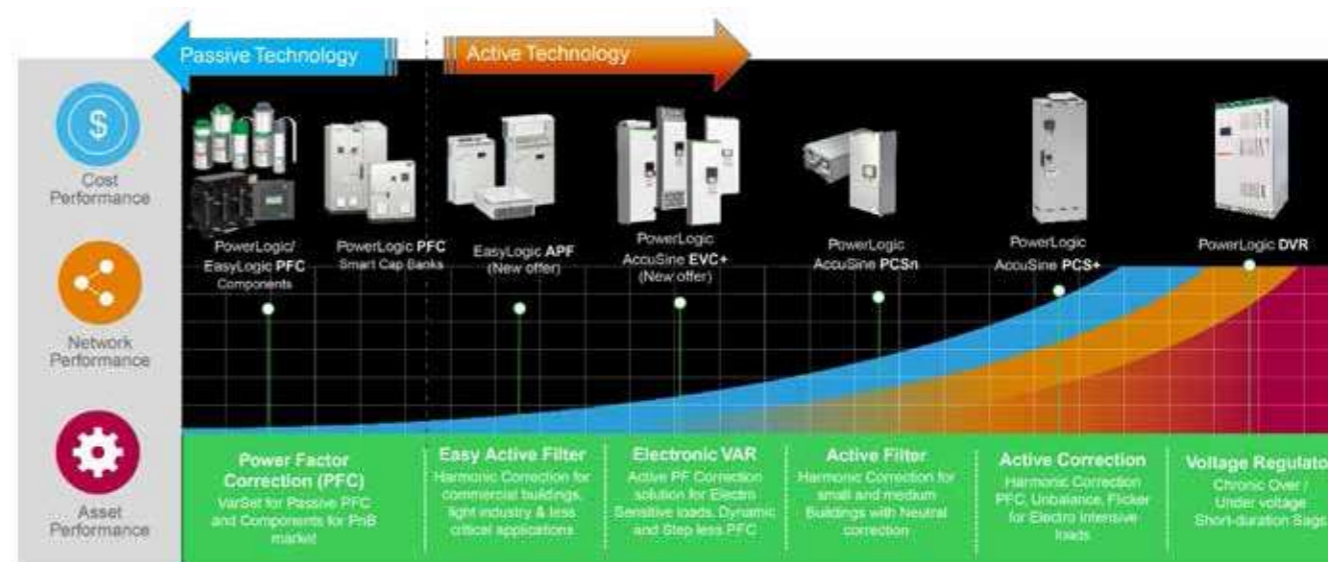 Passive Technology
Active Technology
$
Cost
Performance
Network
Performance
Asset
Performance
PowerLogic/
EasyLogic PFC
Components
PowerLogic PFC
Smart Cap Banks
EasyLogic APF
(New offer)
PowerLogic
AccuSine EVC+
(New offer)
PowerLogic
AccuSine PCSn
PowerLogic
AccuSine PCS+
PowerLogic DVR
Power Factor
Correction (PFC)
VarSet for Passive PFC
and Components for PnB
market
Easy Active Filter
Harmonic Correction for
commercial buildings,
light industry & less
critical applications
Electronic VAR
Active PF Correction
solution for Electro
Sensitive loads, Dynamic
and Step less PFC
Active Filter
Harmonic Correction for
small and medium
Buildings with Neutral
correction
Active Correction
Harmonic Correction
PFC, Unbalance, Flicker
for Electro Intensive
loads
Voltage Regulato
Chronic Over /
Under voltage
Short-duration Sags